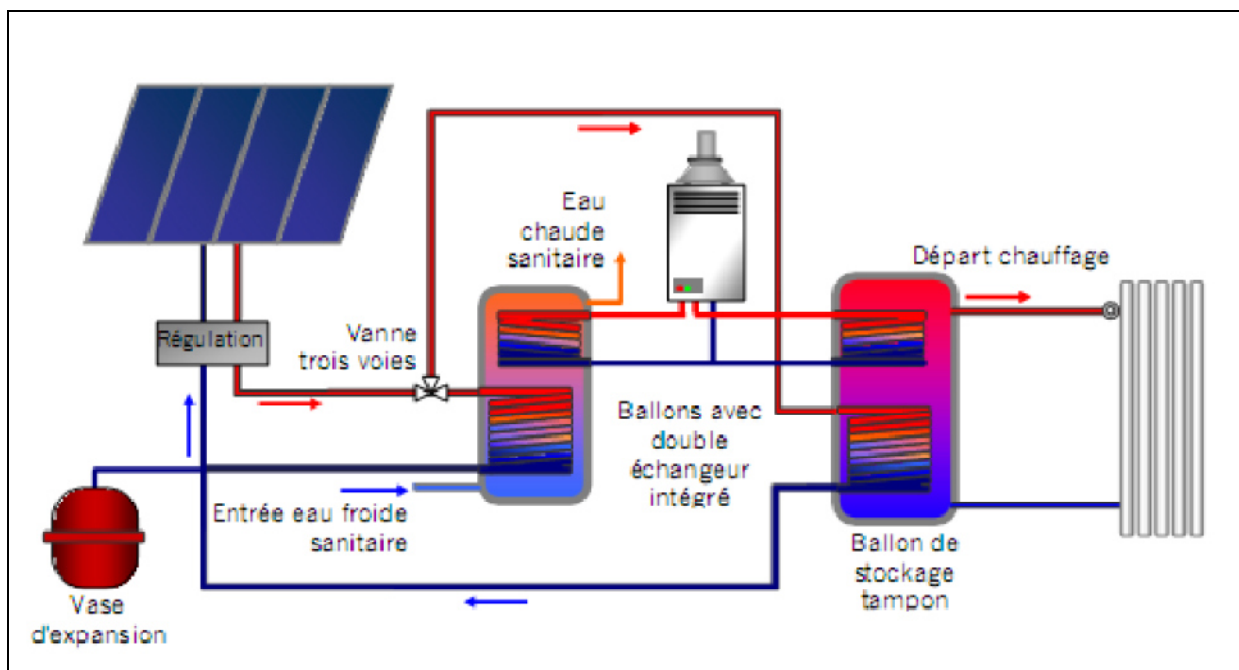 Eau
chaude
sanitaire
Départ chauffage
Régulation
Vanne
trois voies
Ballons avec
double
échangeur
intégré
Entrée eau froide
sanitaire
Ballon de
stockage
tampon
Vase
d'expansion